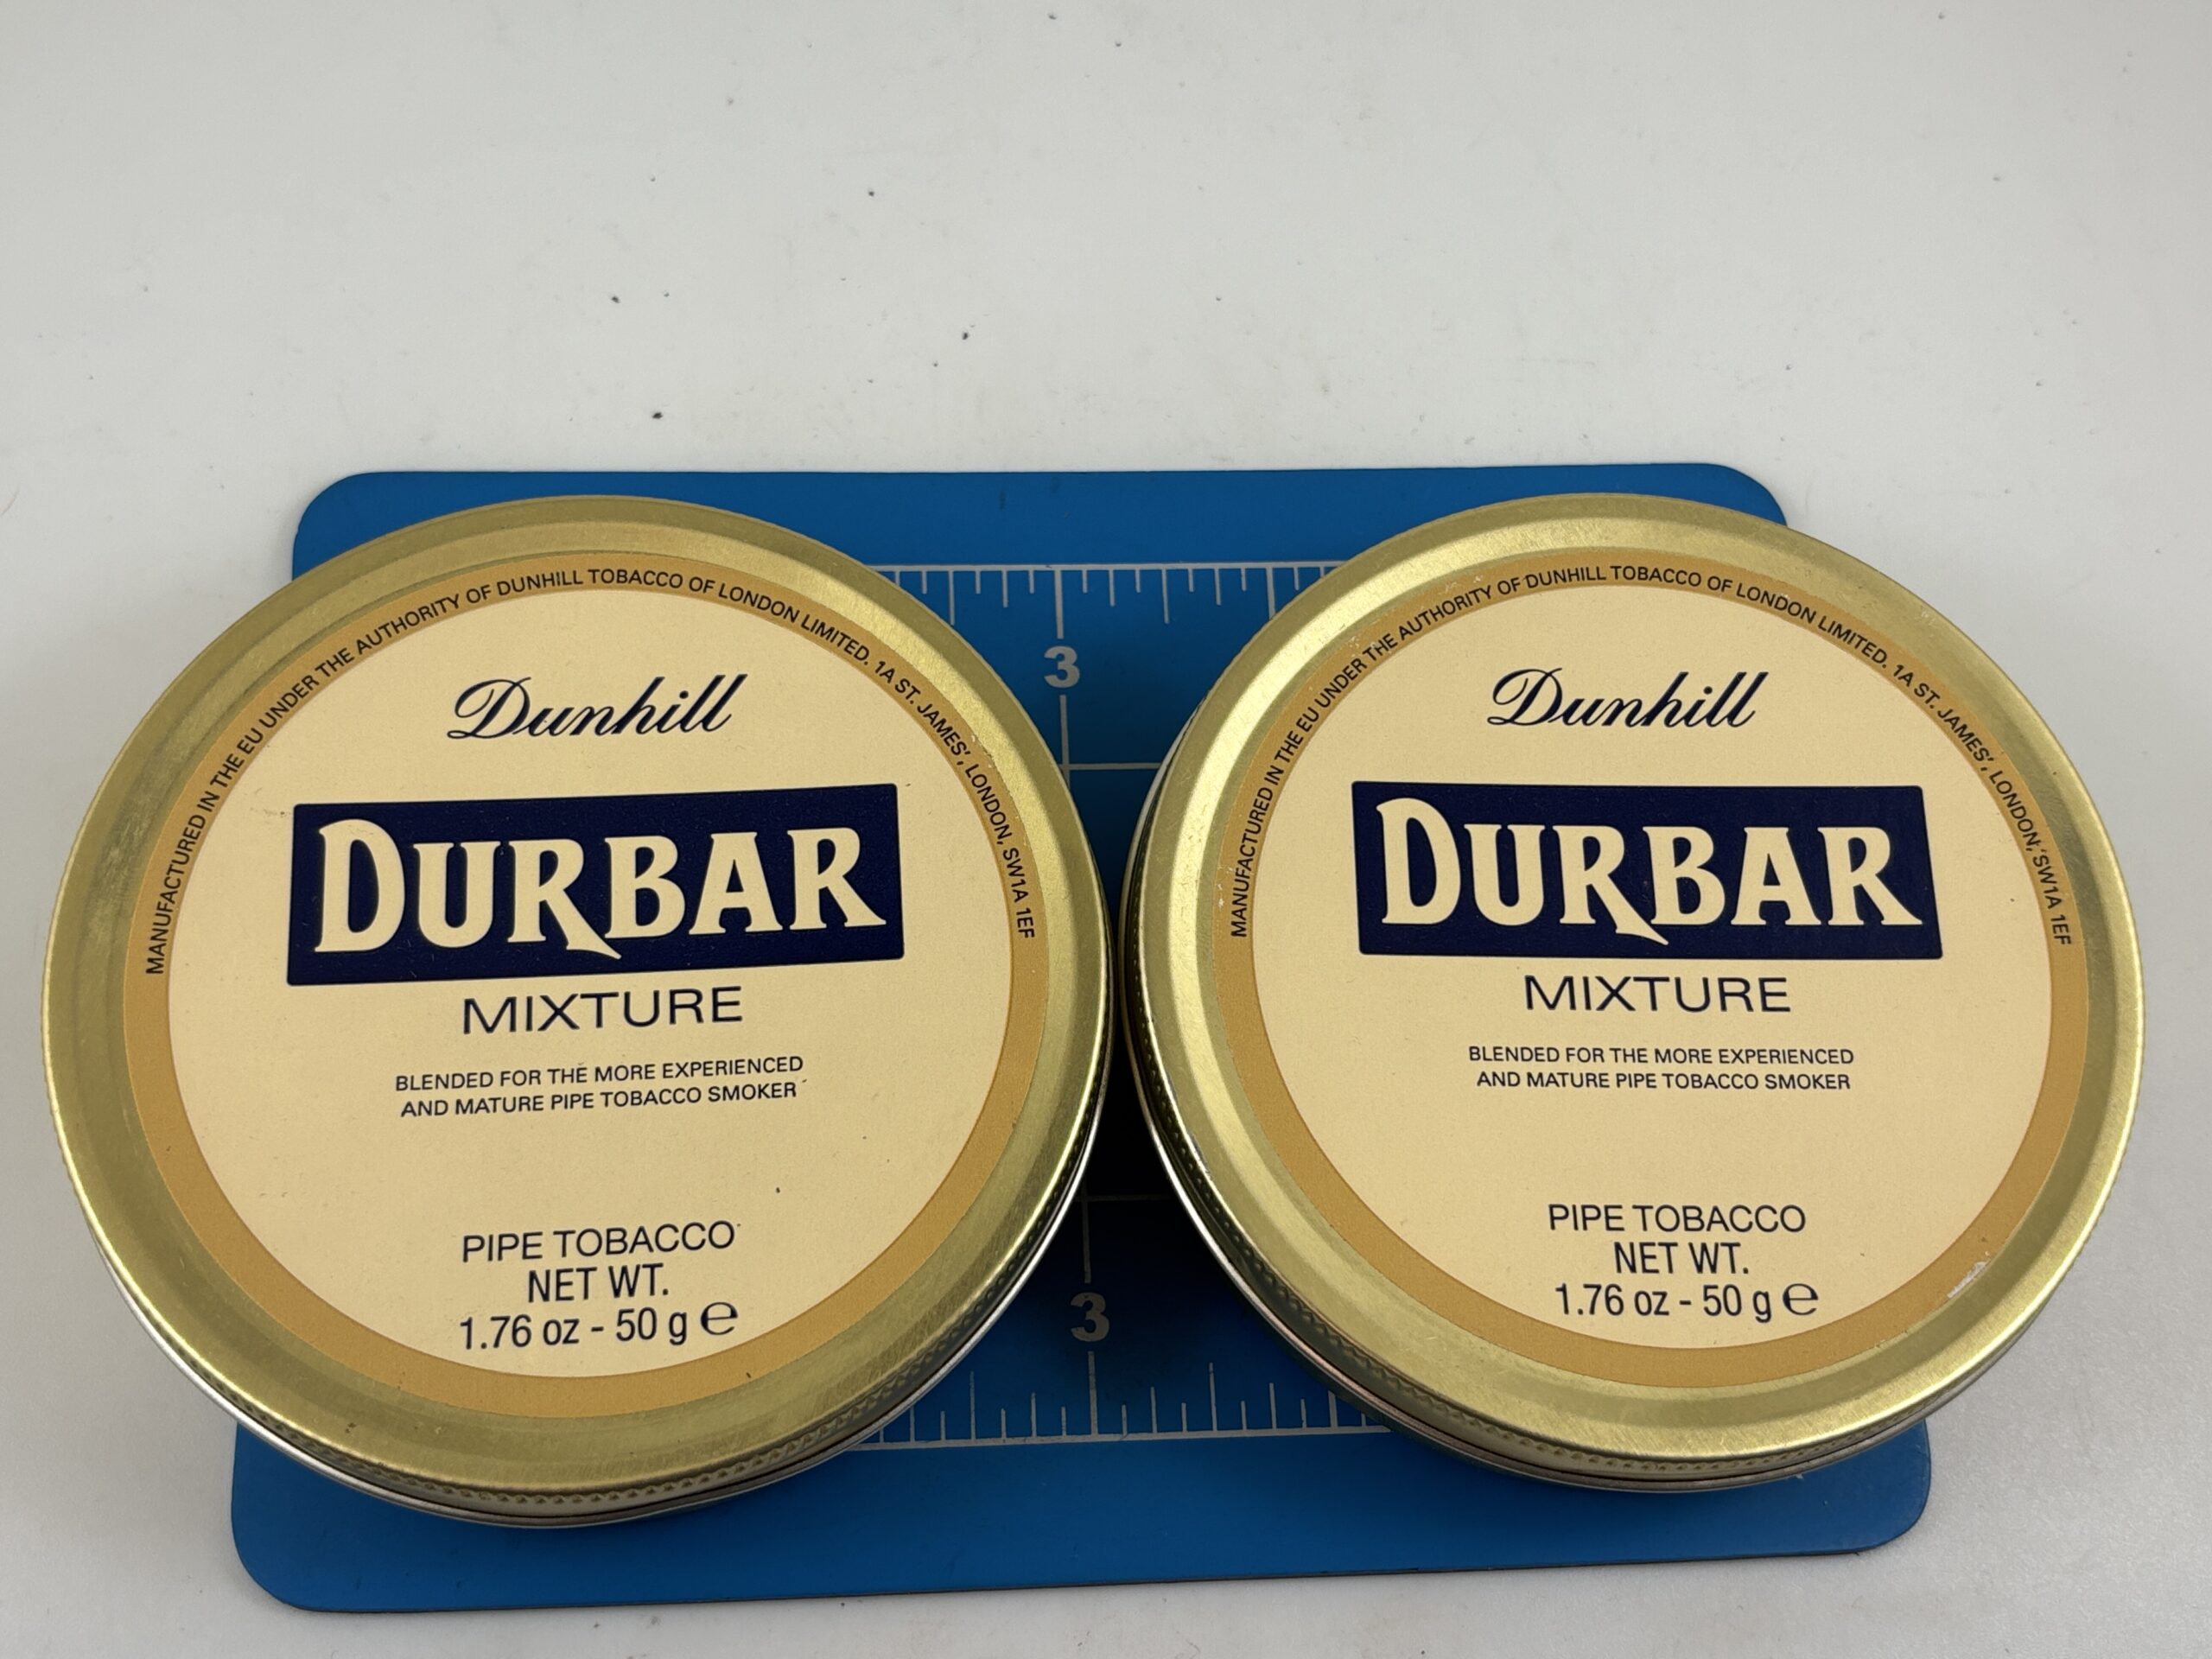 MANUFACTURED IN THE EU UNDER THE AUTHORITY OF DUNHILL TOBACCO OF LONDON LIMITED. 1A ST. JAMES', LONDON, SW1A 1EF
Dunhill
DURBAR
MIXTURE
BLENDED FOR THE MORE EXPERIENCED
AND MATURE PIPE TOBACCO SMOKER
PIPE TOBACCO
NET WT.
1.76 oz - 50 g ℮
3
3
MANUFACTURED IN THE EU UNDER THE AUTHORITY OF DUNHILL TOBACCO OF LONDON LIMITED. 1A ST. JAMES', LONDON, SW1A 1EF
Dunhill
DURBAR
MIXTURE
BLENDED FOR THE MORE EXPERIENCED
AND MATURE PIPE TOBACCO SMOKER
PIPE TOBACCO
NET WT.
1.76 oz - 50 g ℮